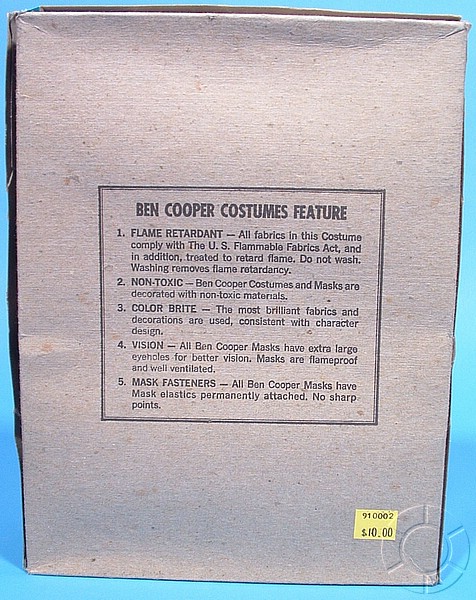 BEN COOPER COSTUMES FEATURE
1. FLAME RETARDANT — All fabrics in this Costume
comply with The U. S. Flammable Fabrics Act, and
in addition, treated to retard flame. Do not wash.
Washing removes flame retardancy.
2. NON-TOXIC — Ben Cooper Costumes and Masks are
decorated with non-toxic materials.
3. COLOR BRITE — The most brilliant fabrics and
decorations are used, consistent with character
design.
4. VISION — All Ben Cooper Masks have extra large
eyeholes for better vision. Masks are flameproof
and well ventilated.
5. MASK FASTENERS — All Ben Cooper Masks have
Mask elastics permanently attached. No sharp
points.
910002
$10.00